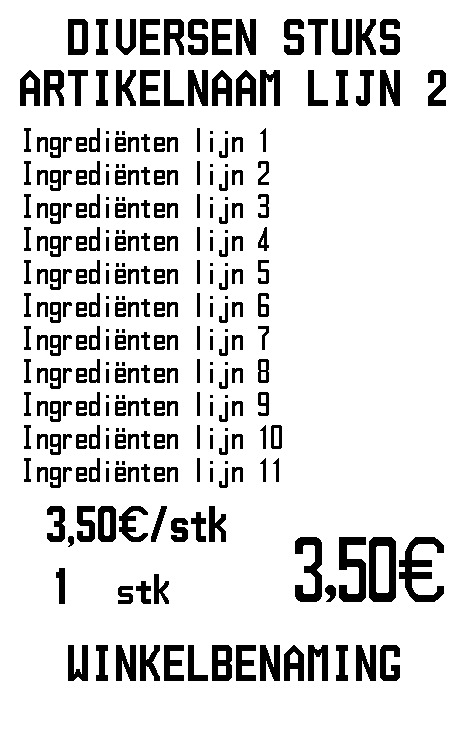 DIVERSEN STUKS
ARTIKELNAAM LIJN 2
Ingrediënten lijn 1
Ingrediënten lijn 2
Ingrediënten lijn 3
Ingrediënten lijn 4
Ingrediënten lijn 5
Ingrediënten lijn 6
Ingrediënten lijn 7
Ingrediënten lijn 8
Ingrediënten lijn 9
Ingrediënten lijn 10
Ingrediënten lijn 11
3,50€/stk
1 stk 3,50€
WINKELBENAMING